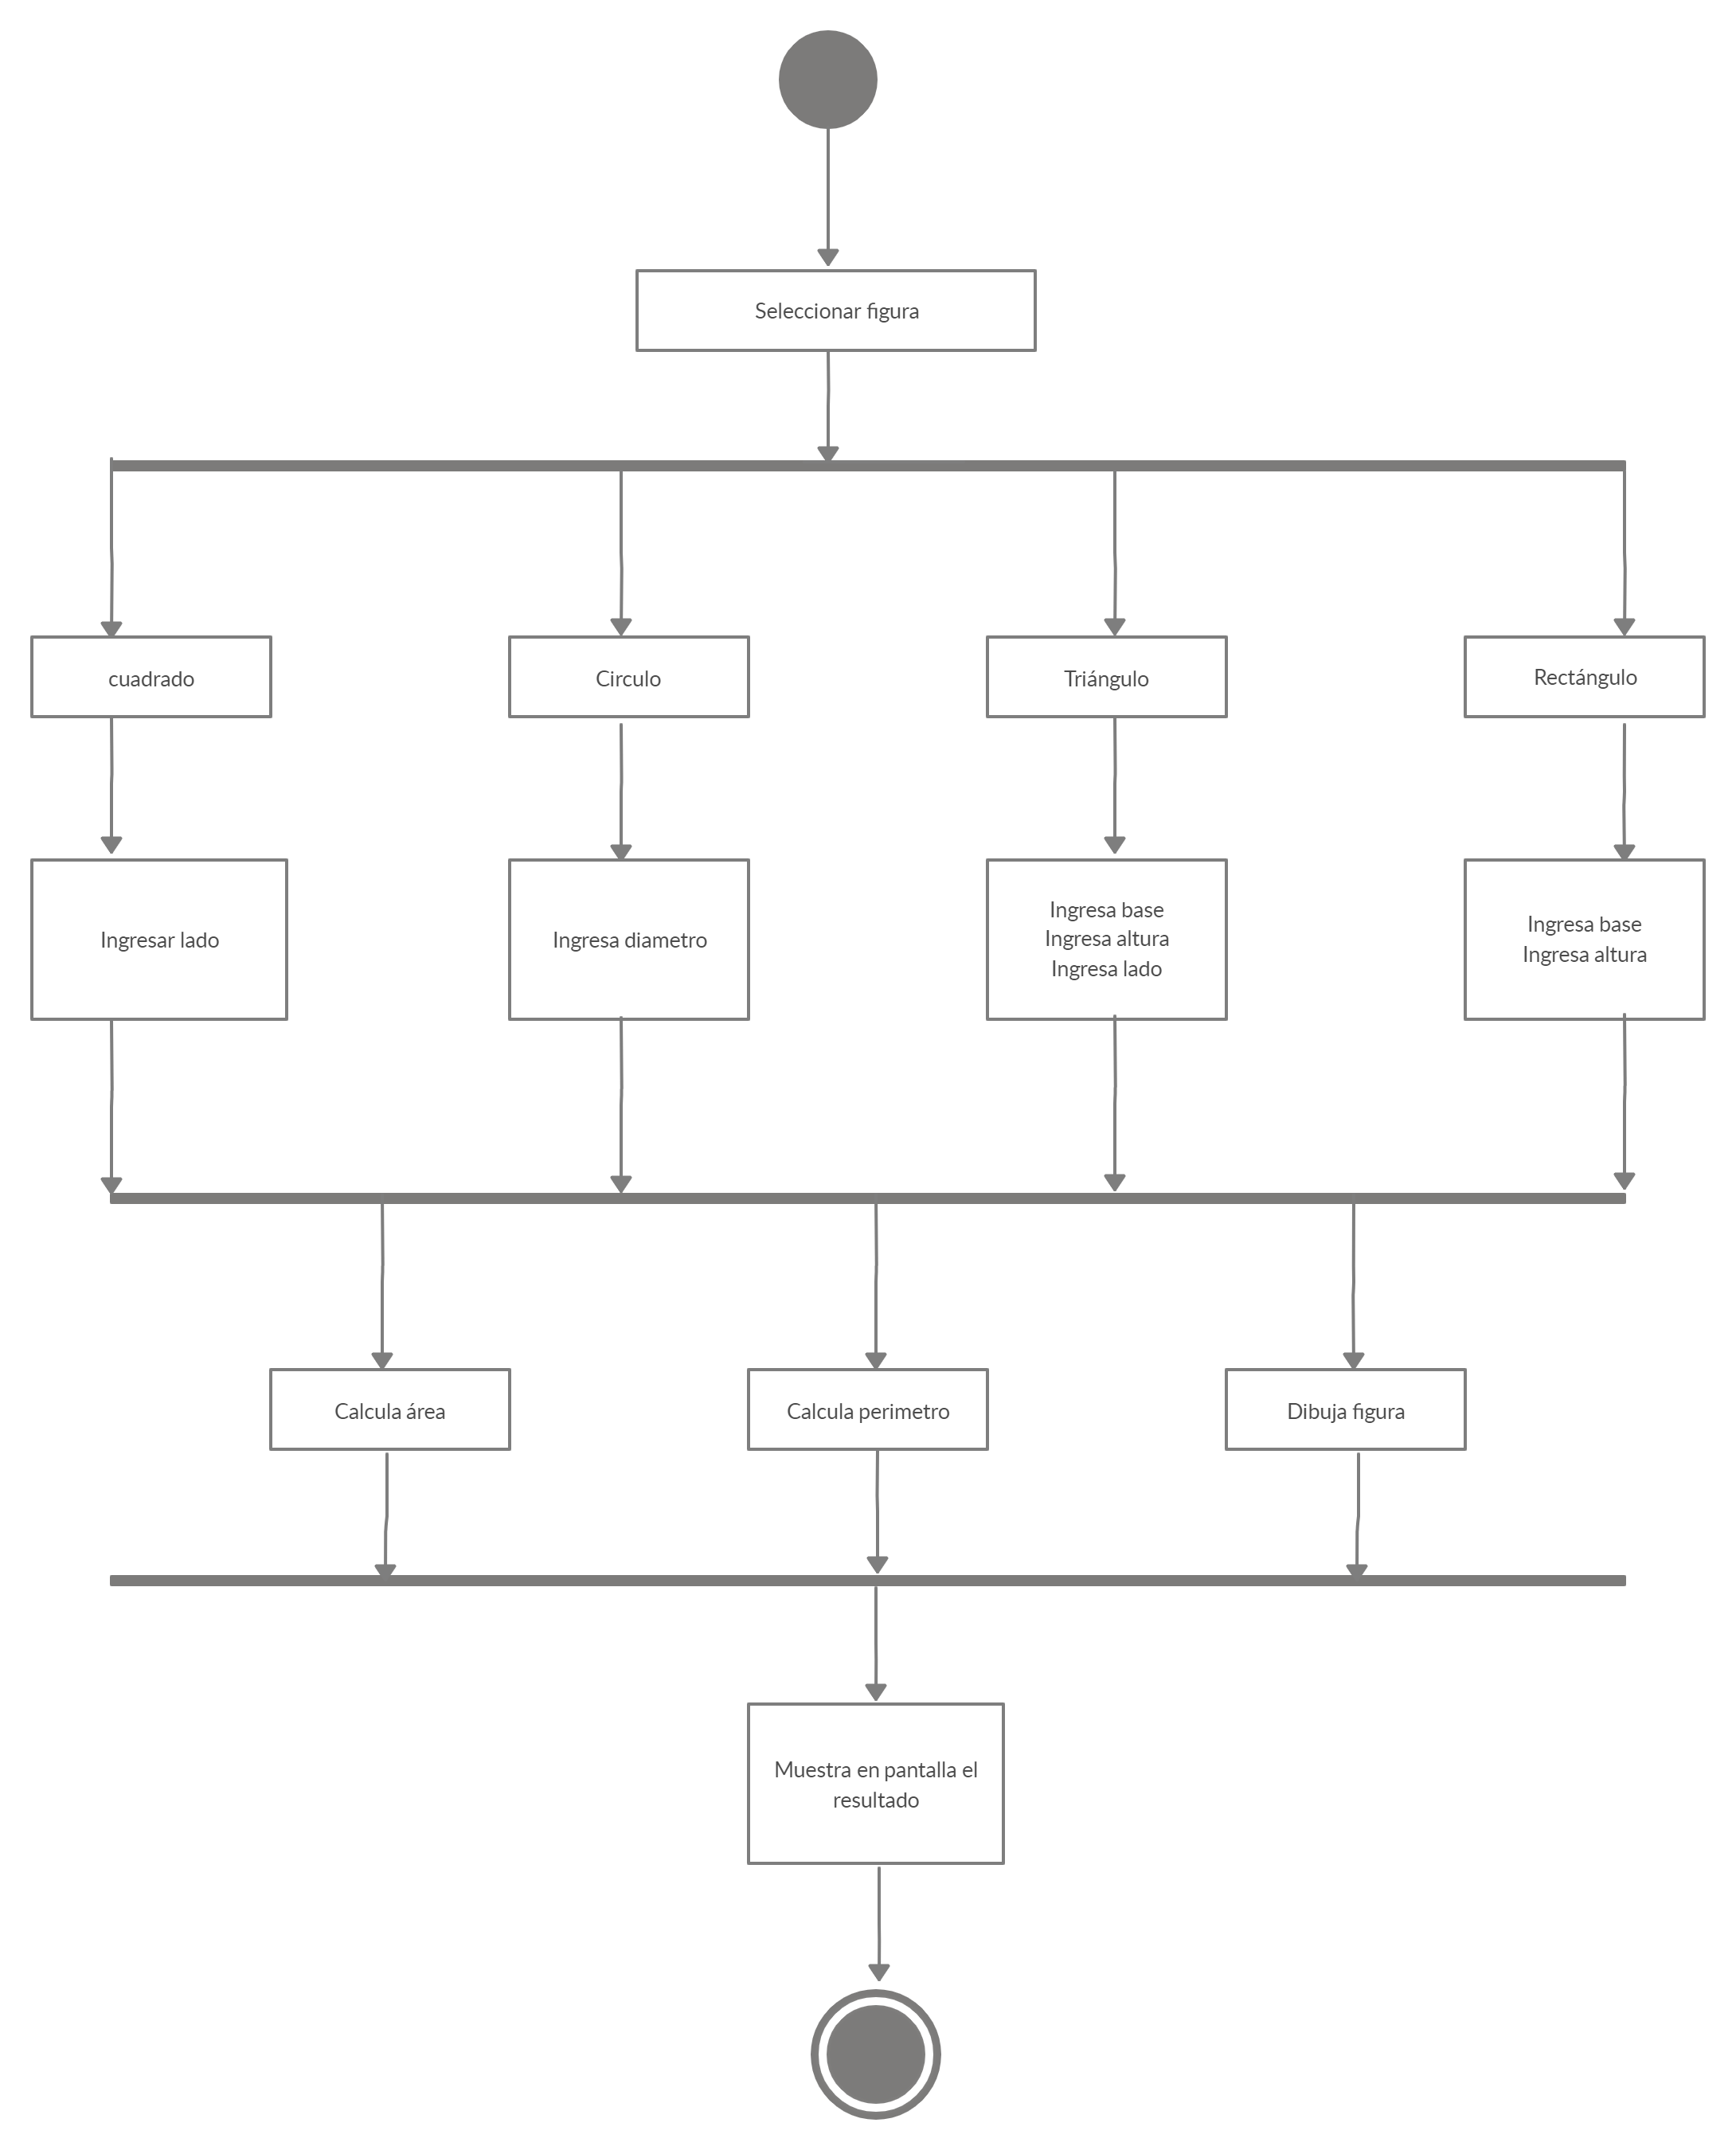 Seleccionar figura
cuadrado
Circulo
Triángulo
Rectángulo
Ingresar lado
Ingresa diametro
Ingresa base
Ingresa altura
Ingresa lado
Ingresa base
Ingresa altura
Calcula área
Calcula perimetro
Dibuja figura
Muestra en pantalla el
resultado